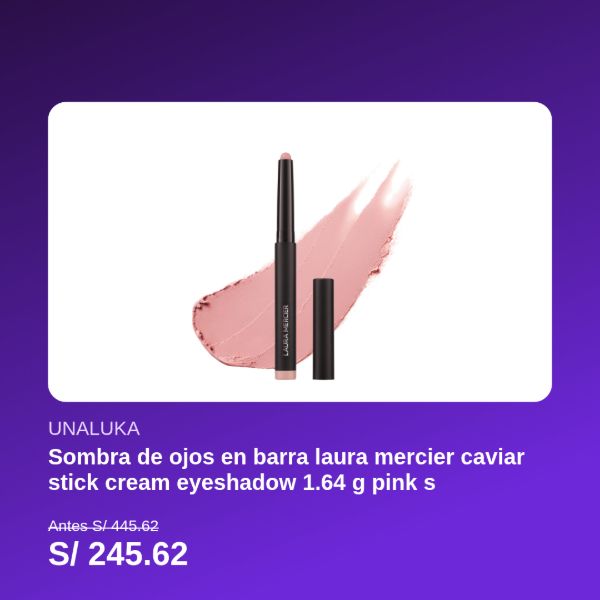 LAURA MERCIER
UNALUKA
Sombra de ojos en barra laura mercier caviar
stick cream eyeshadow 1.64 g pink s
Antes S/ 445.62
S/ 245.62